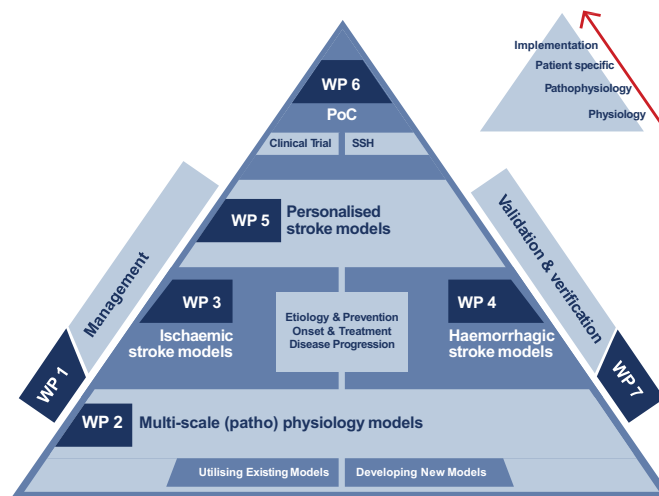 Implementation
Patient specific
Pathophysiology
Physiology
WP 6
PoC
Clinical Trial
SSH
WP 5
Personalised
stroke models
WP 3
Ischaemic
stroke models
Etiology & Prevention
Onset & Treatment
Disease Progression
WP 4
Haemorrhagic
stroke models
Management
WP 1
Validation & verification
WP 7
WP 2
Multi-scale (patho) physiology models
Utilising Existing Models
Developing New Models